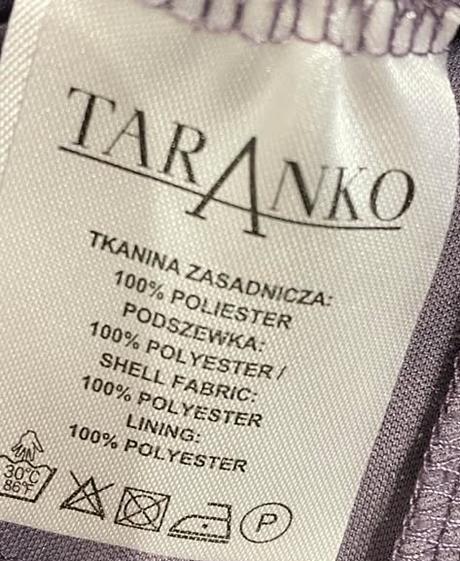 TARANKO
TKANINA ZASADNICZA:
100% POLIESTER
PODSZEWKA:
100% POLYESTER /
SHELL FABRIC:
100% POLYESTER
LINING:
100% POLYESTER
30°C
86°F
P